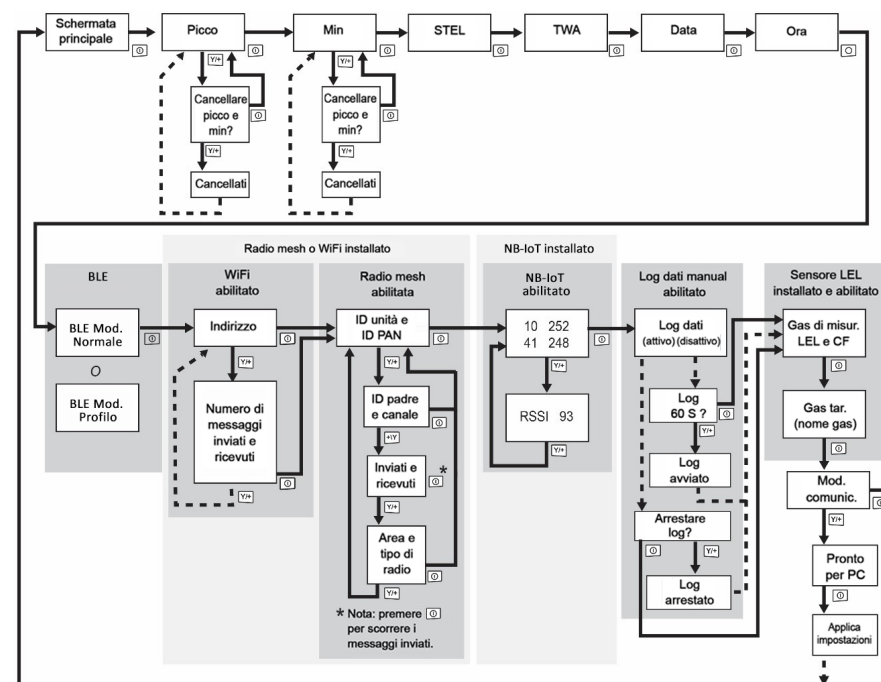 Schermata
principale
Picco
Min
STEL
TWA
Data
Ora
Y/+
Y/+
Cancellare
picco e
min?
Cancellare
picco e
min?
Y/+
Y/+
Cancellati
Cancellati
Radio mesh o WiFi installato
NB-IoT installato
BLE
BLE Mod.
Normale
O
BLE Mod.
Profilo
WiFi
abilitato
Indirizzo
Y/+
Numero di
messaggi
inviati e
ricevuti
Y/+
Radio mesh
abilitata
ID unità e
ID PAN
Y/+
ID padre
e canale
+/Y
Inviati e
ricevuti
*
Y/+
Area e
tipo di
radio
Y/+
* Nota: premere
per scorrere i
messaggi inviati.
NB-IoT
abilitato
10 252
41 248
Y/+
RSSI 93
Y/+
Log dati manual
abilitato
Log dati
(attivo) (disattivo)
Log
60 S ?
Y/+
Log
avviato
Arrestare
log?
Y/+
Log
arrestato
Sensore LEL
installato e abilitato
Gas di misur.
LEL e CF
Gas tar.
(nome gas)
Mod.
comunic.
Y/+
Pronto
per PC
Applica
impostazioni